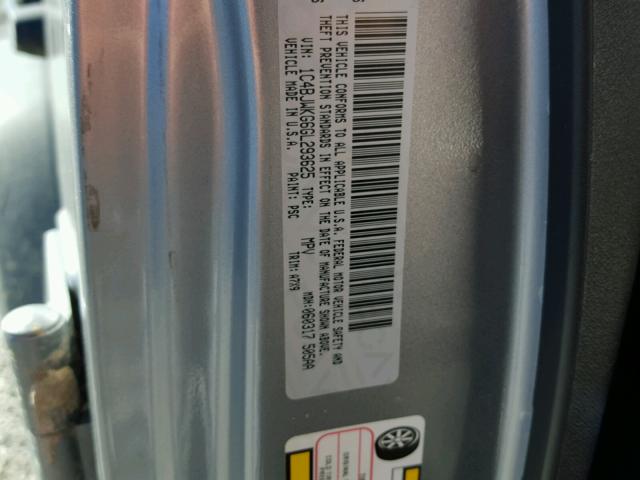 THIS VEHICLE CONFORMS TO ALL APPLICABLE U.S.A. FEDERAL MOTOR VEHICLE SAFETY AND
THEFT PREVENTION STANDARDS IN EFFECT ON THE DATE OF MANUFACTURE SHOWN ABOVE.
VIN: 1C4BJWKG6GL293625 TYPE: MPV MDH:060317 505AA
VEHICLE MADE IN U.S.A. PAINT: PSC TRIM: A7X9